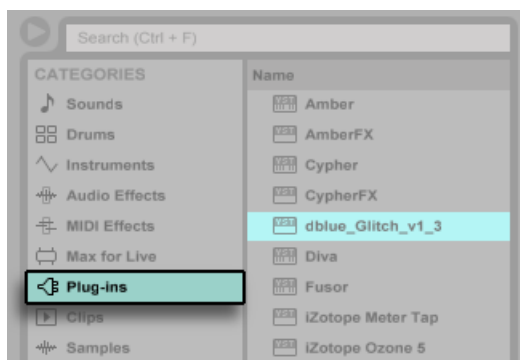 Search (Ctrl + F)
CATEGORIES
Sounds
Drums
Instruments
Audio Effects
MIDI Effects
Max for Live
Plug-ins
Clips
Samples
Name
Amber
AmberFX
Cypher
CypherFX
dblue_Glitch_v1_3
Diva
Fusor
iZotope Meter Tap
iZotope Ozone 5